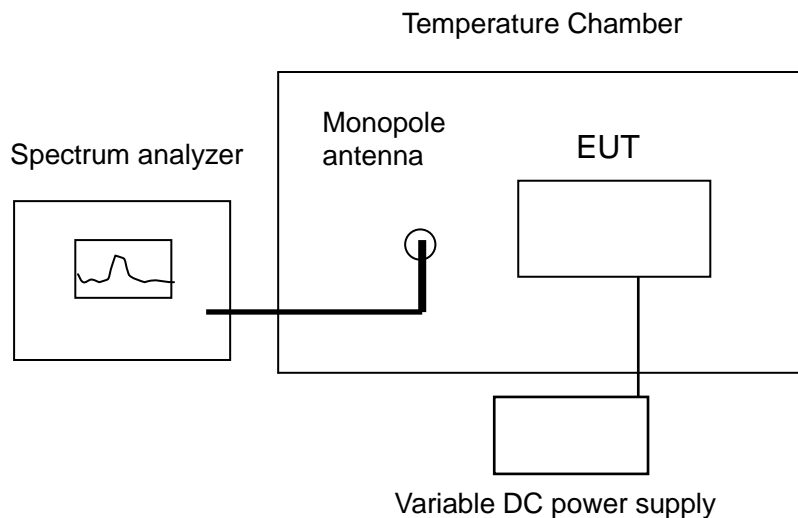 Temperature Chamber
Monopole
antenna
EUT
Spectrum analyzer
Variable DC power supply